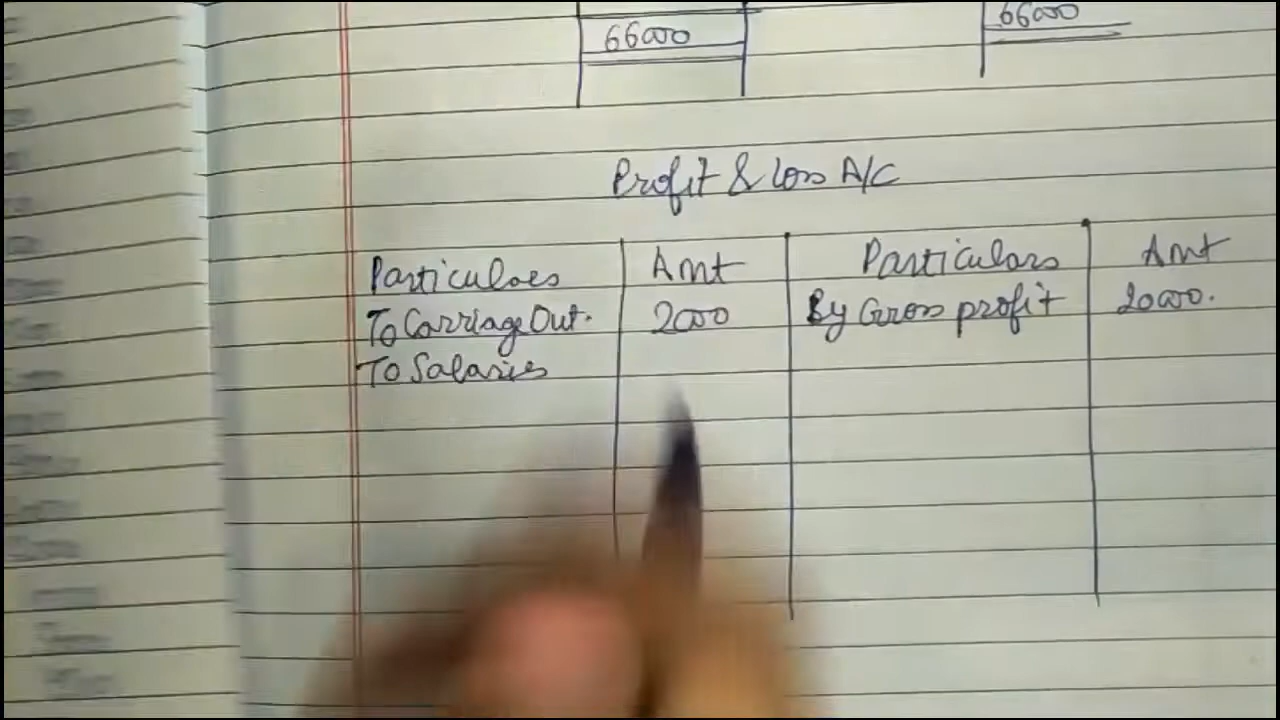 66000 66000
Profit & Loss A/C
Particulars Amt Particulars Amt
To Carriage Out. 2000 By Gross profit 20000.
To Salaries